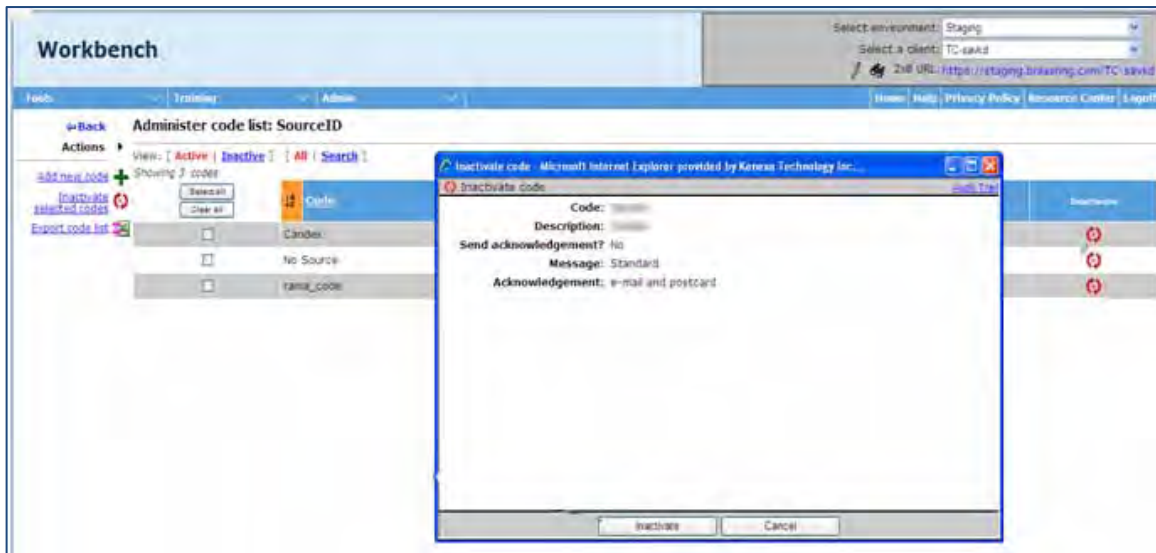 Select environment: Staging
Workbench
Select a client: TC-savkd
2xB URL: https://staging.brassring.com/TC-savkd
Tools Training Admin Home Help Privacy Policy Resource Center Logoff
Back Administer code list: SourceID
Actions
View: [ Active | Inactive ] [ All | Search ]
Showing 3 codes
Add new code
Inactivate selected codes
Export code list
Select all
Clear all
Code
Inactivate
Candex
No Source
rama_code
Inactivate code - Microsoft Internet Explorer provided by Kenexa Technology Inc...
Inactivate code Audit Trail
Code:
Description:
Send acknowledgement? No
Message: Standard
Acknowledgement: e-mail and postcard
Inactivate Cancel